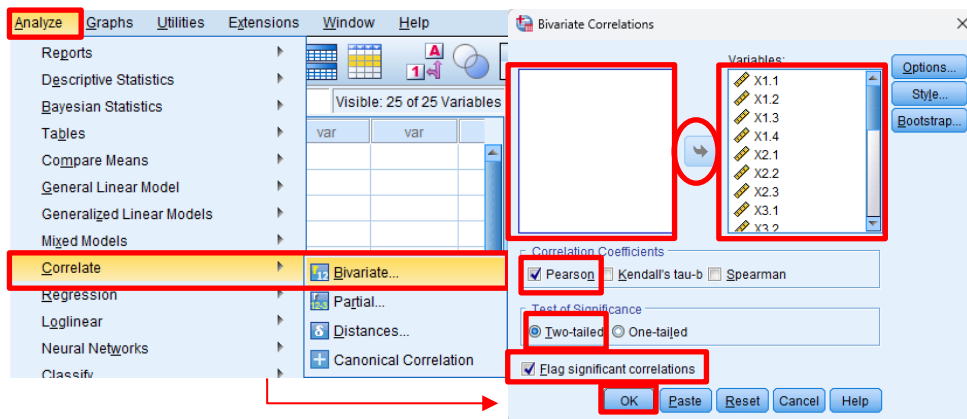 Analyze Graphs Utilities Extensions Window Help
Reports
Descriptive Statistics
Bayesian Statistics
Tables
Compare Means
General Linear Model
Generalized Linear Models
Mixed Models
Correlate
Regression
Loglinear
Neural Networks
Classify
A
1
Visible: 25 of 25 Variables
var var
Bivariate...
Partial...
Distances...
Canonical Correlation
Bivariate Correlations
Variables:
X1.1
X1.2
X1.3
X1.4
X2.1
X2.2
X2.3
X3.1
X3.2
Options...
Style...
Bootstrap...
Correlation Coefficients
Pearson Kendall's tau-b Spearman
Test of Significance
Two-tailed One-tailed
Flag significant correlations
OK Paste Reset Cancel Help